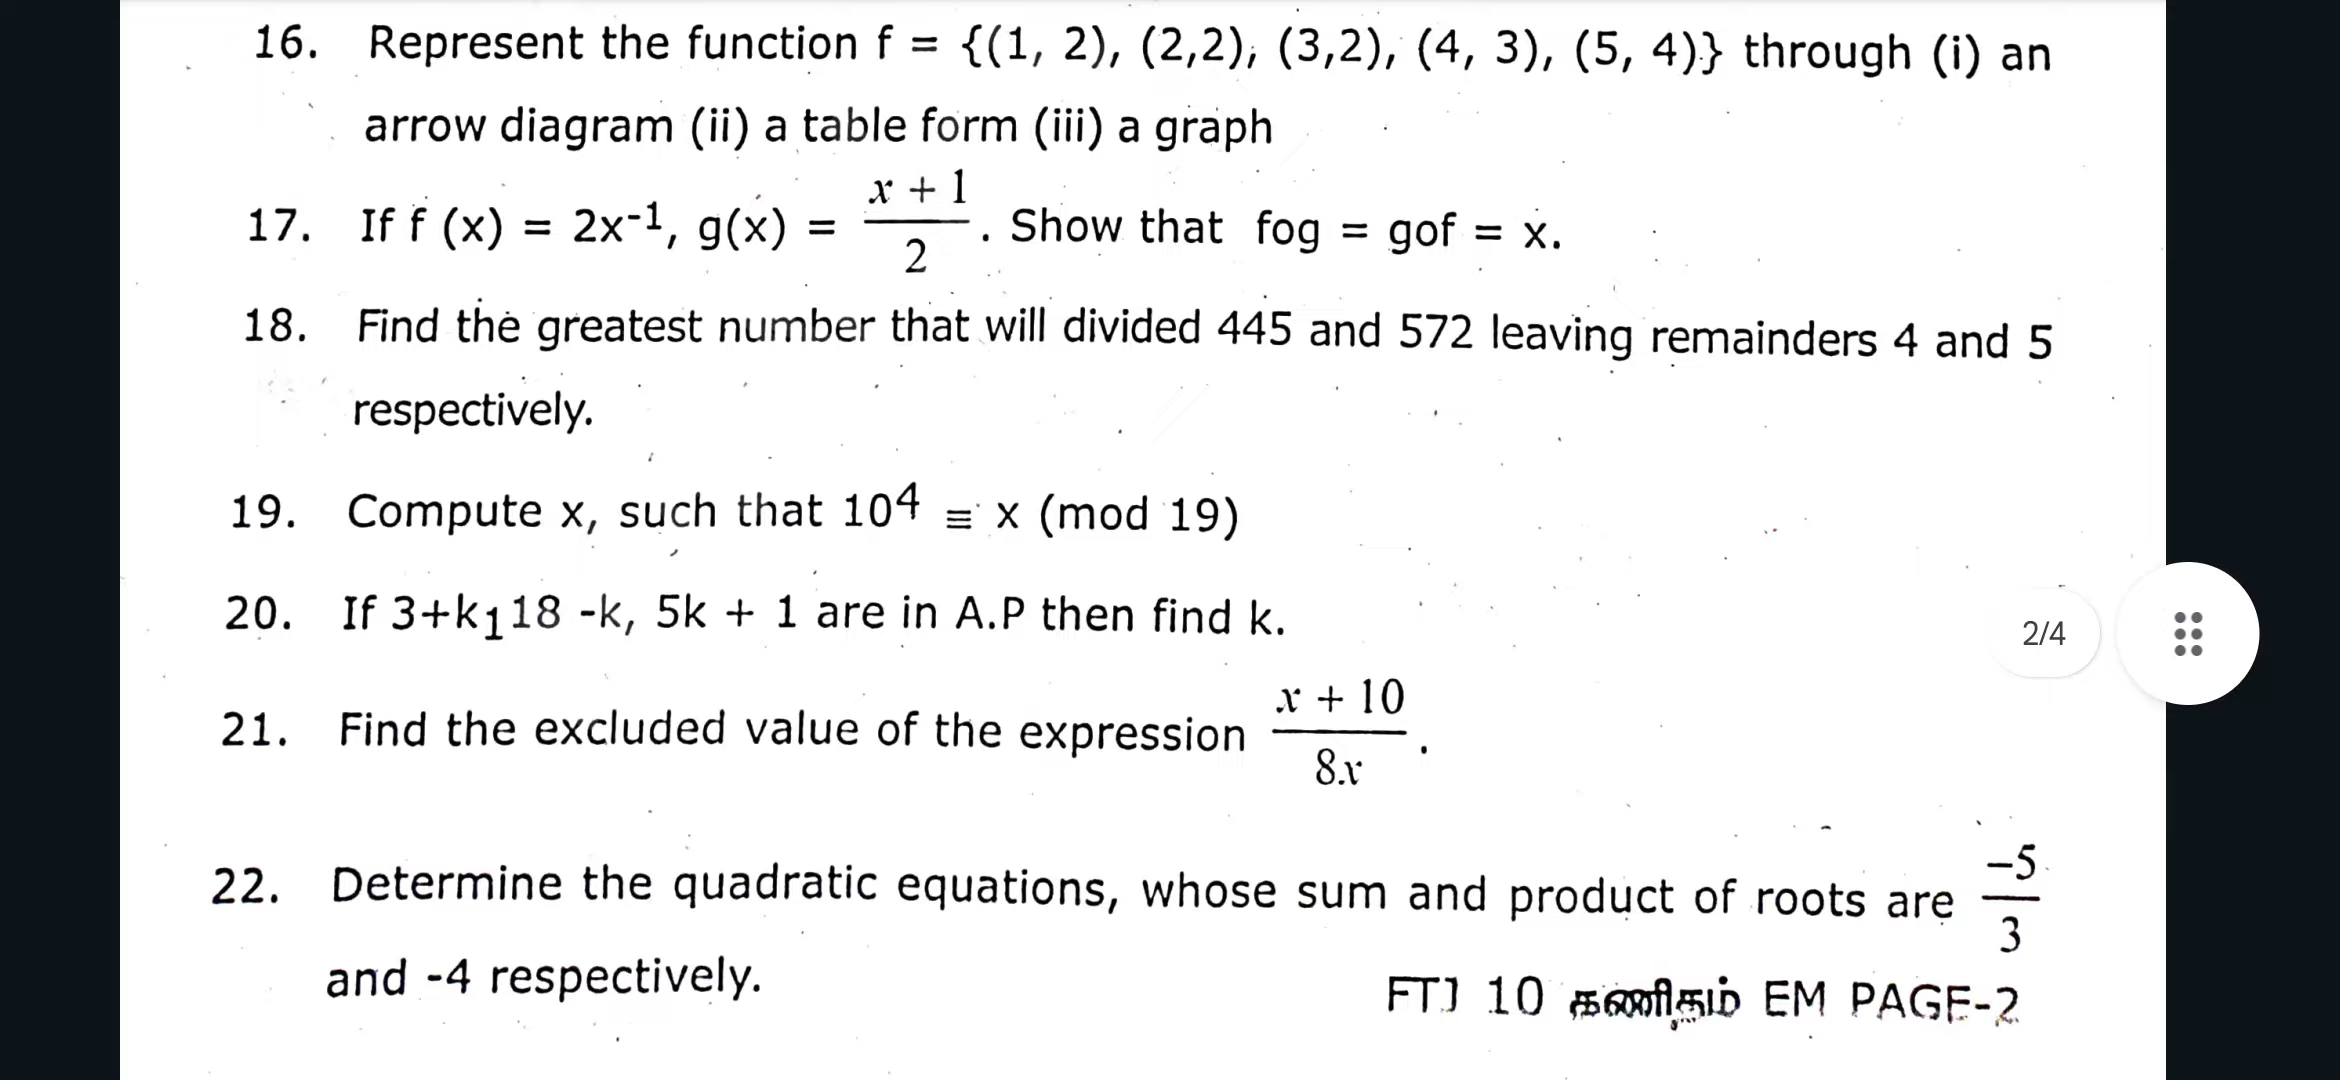 16. Represent the function f = {(1, 2), (2,2), (3,2), (4, 3), (5, 4)} through (i) an
arrow diagram (ii) a table form (iii) a graph
17. If f (x) = 2x⁻¹, g(x) = (x + 1)/2 . Show that fog = gof = x.
18. Find the greatest number that will divided 445 and 572 leaving remainders 4 and 5
respectively.
19. Compute x, such that 10⁴ ≡ x (mod 19)
20. If 3+k₁18 -k, 5k + 1 are in A.P then find k.
21. Find the excluded value of the expression (x + 10)/8x .
2/4
22. Determine the quadratic equations, whose sum and product of roots are -5/3
and -4 respectively.
FTJ 10 கணிதம் EM PAGE-2